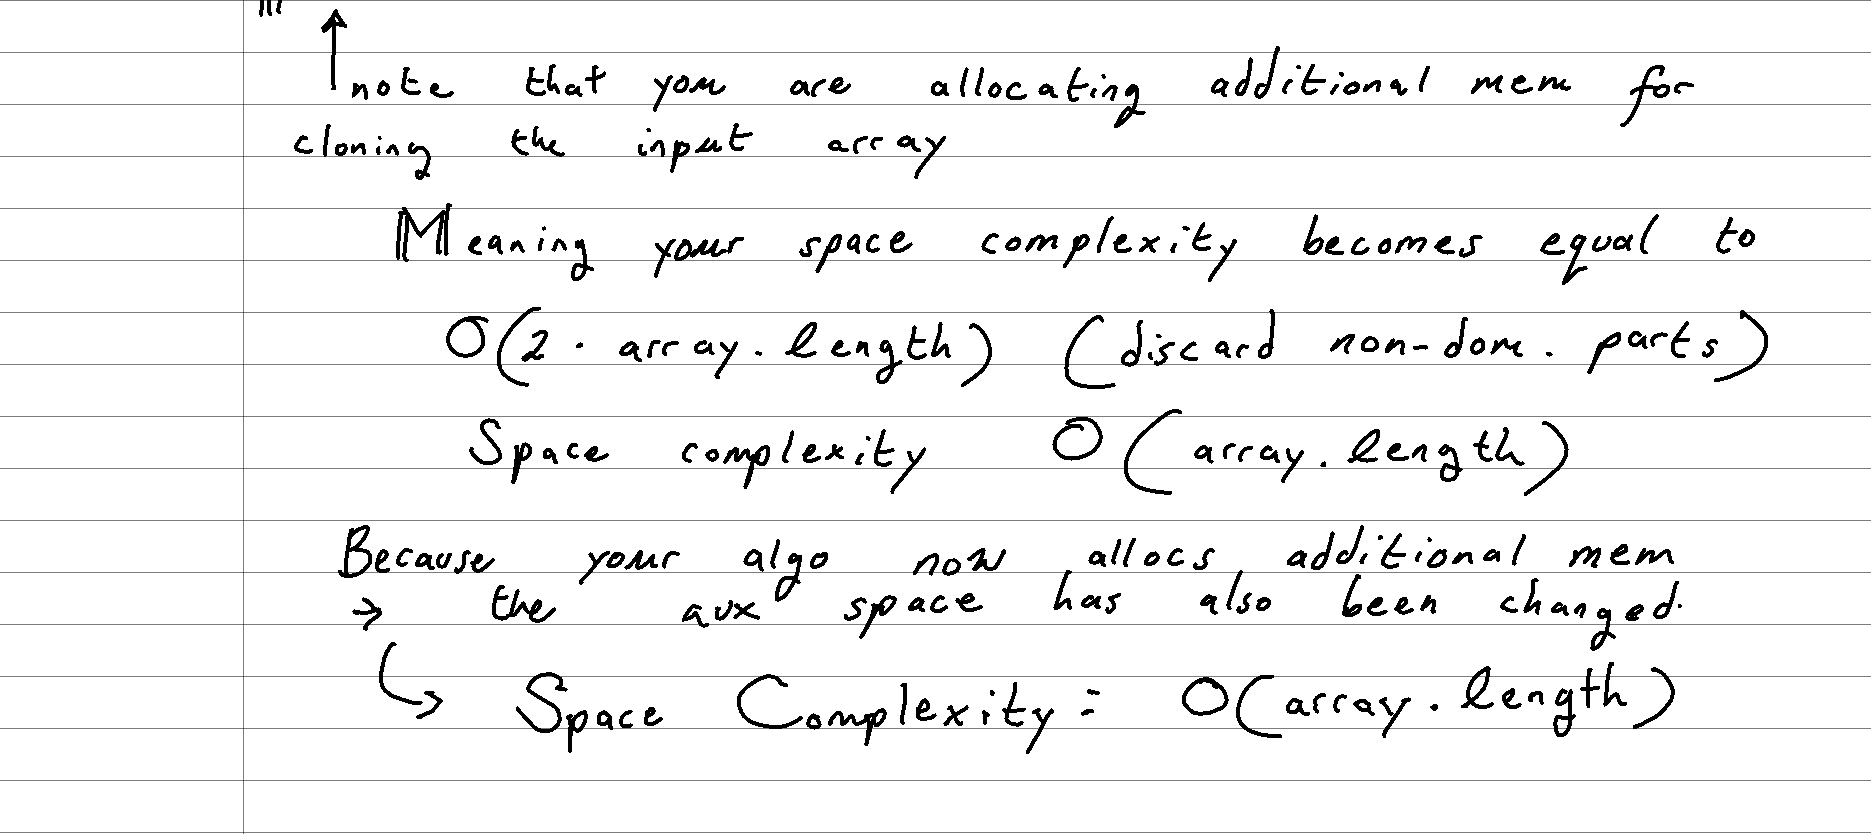 note that you are allocating additional mem for
cloning the input array
Meaning your space complexity becomes equal to
O(2 · array.length) (discard non-dom. parts)
Space complexity O(array.length)
Because your algo now allocs additional mem
→ the aux space has also been changed.
↳ Space Complexity = O(array.length)